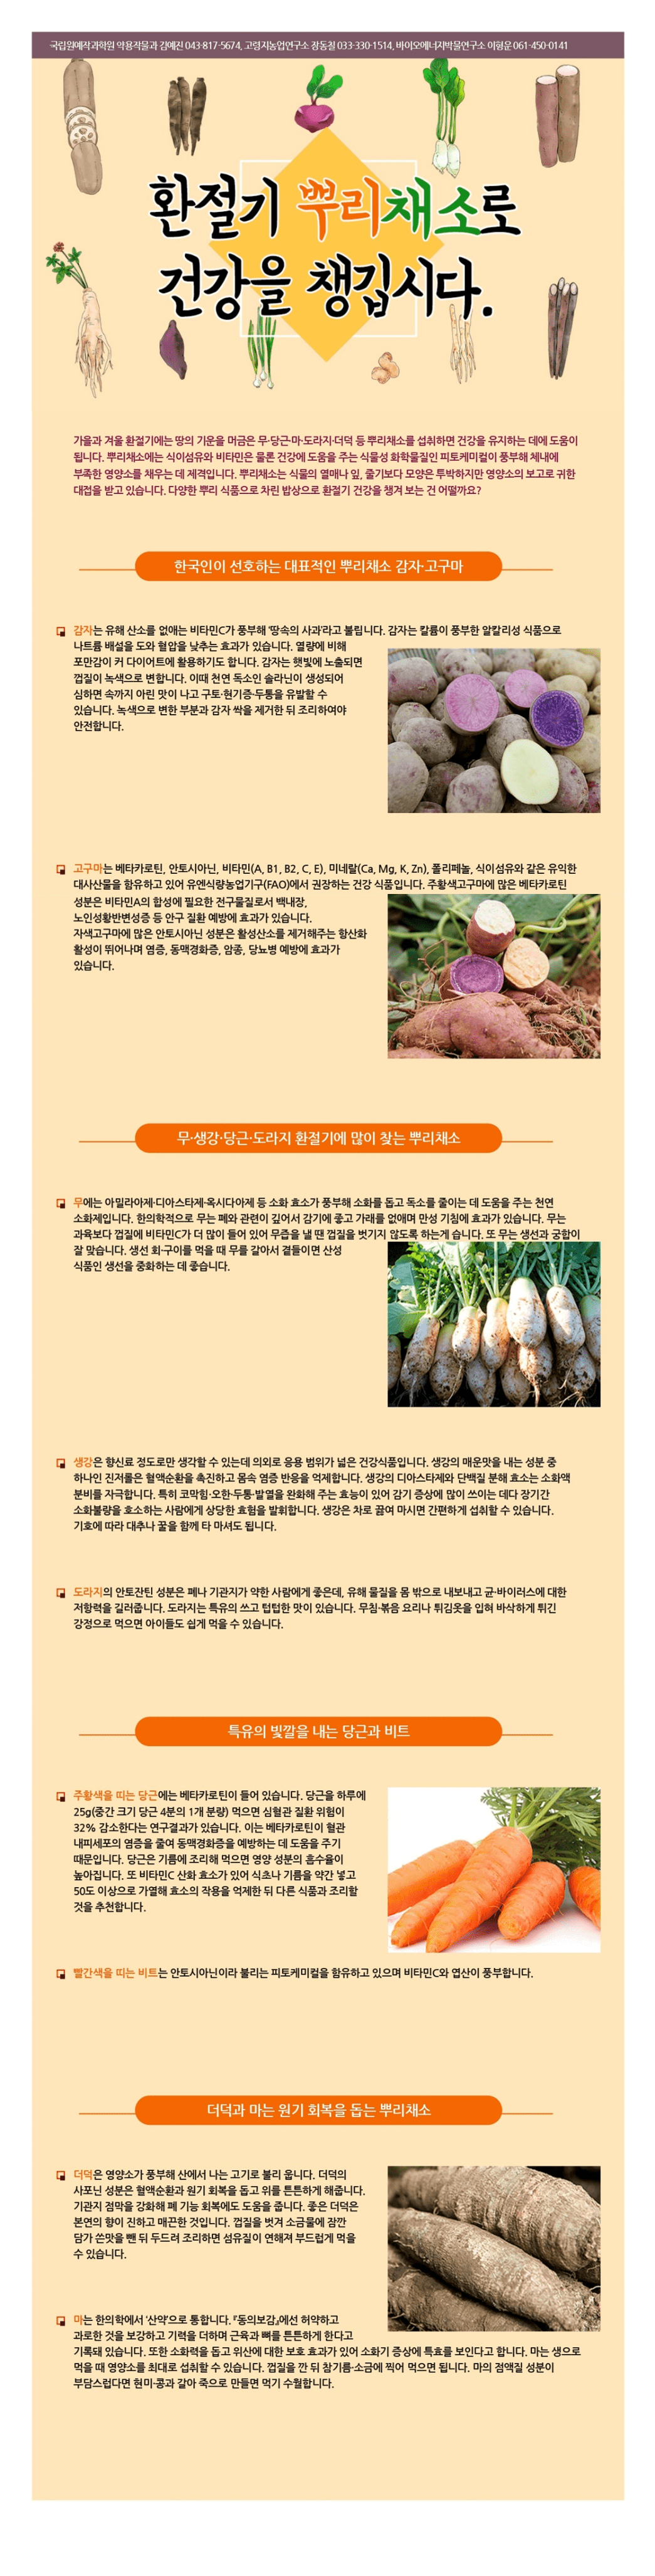 국립원예작과학원 약용작물과 김예진 043-817-5674, 고령지농업연구소 장동칠 033-330-1514, 바이오에너지박물연구소 이형운 061-450-0141
환절기 뿌리채소로
건강을 챙깁시다.
가을과 겨울 환절기에는 땅의 기운을 머금은 무·당근·마·도라지·더덕 등 뿌리채소를 섭취하면 건강을 유지하는 데에 도움이
됩니다. 뿌리채소에는 식이섬유와 비타민은 물론 건강에 도움을 주는 식물성 화학물질인 피토케미컬이 풍부해 체내에
부족한 영양소를 채우는 데 제격입니다. 뿌리채소는 식물의 열매나 잎, 줄기보다 모양은 투박하지만 영양소의 보고로 귀한
대접을 받고 있습니다. 다양한 뿌리 식품으로 차린 밥상으로 환절기 건강을 챙겨 보는 건 어떨까요?
한국인이 선호하는 대표적인 뿌리채소 감자·고구마
감자는 유해 산소를 없애는 비타민C가 풍부해 '땅속의 사과'라고 불립니다. 감자는 칼륨이 풍부한 알칼리성 식품으로
나트륨 배설을 도와 혈압을 낮추는 효과가 있습니다. 열량에 비해
포만감이 커 다이어트에 활용하기도 합니다. 감자는 햇빛에 노출되면
껍질이 녹색으로 변합니다. 이때 천연 독소인 솔라닌이 생성되어
심하면 속까지 아린 맛이 나고 구토·현기증·두통을 유발할 수
있습니다. 녹색으로 변한 부분과 감자 싹을 제거한 뒤 조리하여야
안전합니다.
고구마는 베타카로틴, 안토시아닌, 비타민(A, B1, B2, C, E), 미네랄(Ca, Mg, K, Zn), 폴리페놀, 식이섬유와 같은 유익한
대사산물을 함유하고 있어 유엔식량농업기구(FAO)에서 권장하는 건강 식품입니다. 주황색고구마에 많은 베타카로틴
성분은 비타민A의 합성에 필요한 전구물질로서 백내장,
노인성황반변성증 등 안구 질환 예방에 효과가 있습니다.
자색고구마에 많은 안토시아닌 성분은 활성산소를 제거해주는 항산화
활성이 뛰어나며 염증, 동맥경화증, 암종, 당뇨병 예방에 효과가
있습니다.
무·생강·당근·도라지 환절기에 많이 찾는 뿌리채소
무에는 아밀라아제·디아스타제·옥시다아제 등 소화 효소가 풍부해 소화를 돕고 독소를 줄이는 데 도움을 주는 천연
소화제입니다. 한의학적으로 무는 폐와 관련이 깊어서 감기에 좋고 가래를 없애며 만성 기침에 효과가 있습니다. 무는
과육보다 껍질에 비타민C가 더 많이 들어 있어 무즙을 낼 땐 껍질을 벗기지 않도록 하는게 습니다. 또 무는 생선과 궁합이
잘 맞습니다. 생선 회·구이를 먹을 때 무를 갈아서 곁들이면 산성
식품인 생선을 중화하는 데 좋습니다.
생강은 향신료 정도로만 생각할 수 있는데 의외로 응용 범위가 넓은 건강식품입니다. 생강의 매운맛을 내는 성분 중
하나인 진저롤은 혈액순환을 촉진하고 몸속 염증 반응을 억제합니다. 생강의 디아스타제와 단백질 분해 효소는 소화액
분비를 자극합니다. 특히 코막힘·오한·두통·발열을 완화해 주는 효능이 있어 감기 증상에 많이 쓰이는 데다 장기간
소화불량을 호소하는 사람에게 상당한 효험을 발휘합니다. 생강은 차로 끓여 마시면 간편하게 섭취할 수 있습니다.
기호에 따라 대추나 꿀을 함께 타 마셔도 됩니다.
도라지의 안토잔틴 성분은 폐나 기관지가 약한 사람에게 좋은데, 유해 물질을 몸 밖으로 내보내고 균·바이러스에 대한
저항력을 길러줍니다. 도라지는 특유의 쓰고 텁텁한 맛이 있습니다. 무침·볶음 요리나 튀김옷을 입혀 바삭하게 튀긴
강정으로 먹으면 아이들도 쉽게 먹을 수 있습니다.
특유의 빛깔을 내는 당근과 비트
주황색을 띠는 당근에는 베타카로틴이 들어 있습니다. 당근을 하루에
25g(중간 크기 당근 4분의 1개 분량) 먹으면 심혈관 질환 위험이
32% 감소한다는 연구결과가 있습니다. 이는 베타카로틴이 혈관
내피세포의 염증을 줄여 동맥경화증을 예방하는 데 도움을 주기
때문입니다. 당근은 기름에 조리해 먹으면 영양 성분의 흡수율이
높아집니다. 또 비타민C 산화 효소가 있어 식초나 기름을 약간 넣고
50도 이상으로 가열해 효소의 작용을 억제한 뒤 다른 식품과 조리할
것을 추천합니다.
빨간색을 띠는 비트는 안토시아닌이라 불리는 피토케미컬을 함유하고 있으며 비타민C와 엽산이 풍부합니다.
더덕과 마는 원기 회복을 돕는 뿌리채소
더덕은 영양소가 풍부해 산에서 나는 고기로 불리 웁니다. 더덕의
사포닌 성분은 혈액순환과 원기 회복을 돕고 위를 튼튼하게 해줍니다.
기관지 점막을 강화해 폐 기능 회복에도 도움을 줍니다. 좋은 더덕은
본연의 향이 진하고 매끈한 것입니다. 껍질을 벗겨 소금물에 잠깐
담가 쓴맛을 뺀 뒤 두드려 조리하면 섬유질이 연해져 부드럽게 먹을
수 있습니다.
마는 한의학에서 '산약'으로 통합니다. 『동의보감』에선 허약하고
과로한 것을 보강하고 기력을 더하며 근육과 뼈를 튼튼하게 한다고
기록돼 있습니다. 또한 소화력을 돕고 위산에 대한 보호 효과가 있어 소화기 증상에 특효를 보인다고 합니다. 마는 생으로
먹을 때 영양소를 최대로 섭취할 수 있습니다. 껍질을 깐 뒤 참기름·소금에 찍어 먹으면 됩니다. 마의 점액질 성분이
부담스럽다면 현미·콩과 갈아 죽으로 만들면 먹기 수월합니다.